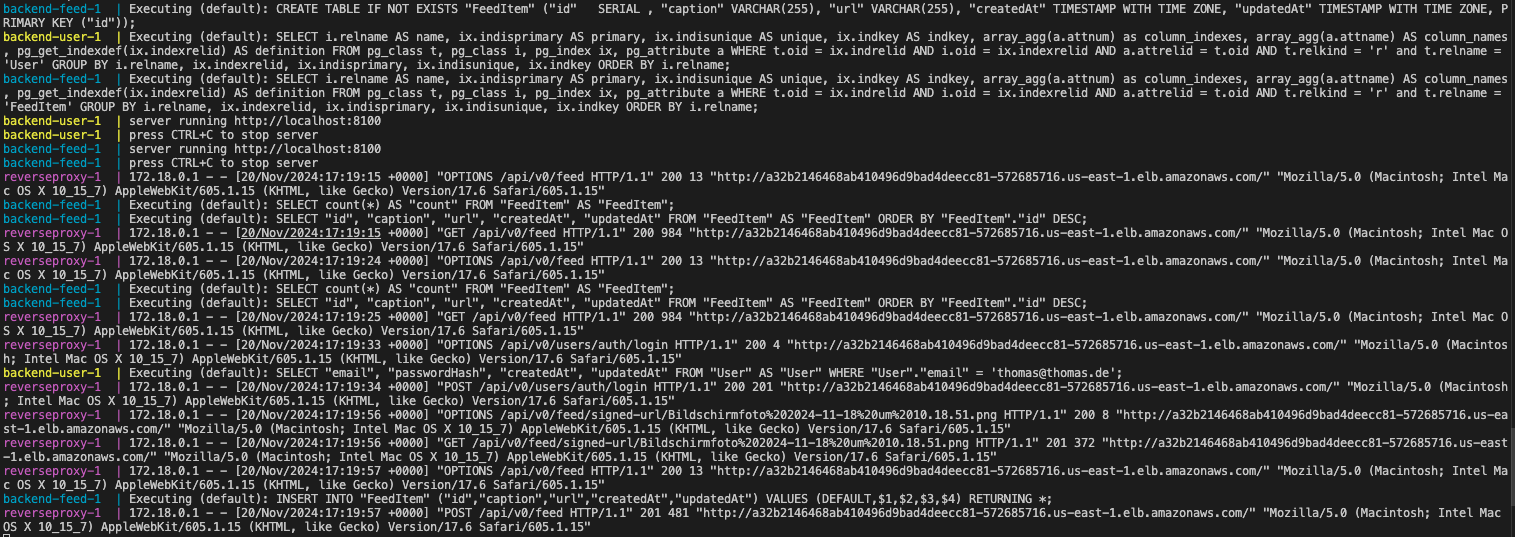 backend-feed-1  | Executing (default): CREATE TABLE IF NOT EXISTS "FeedItem" ("id"   SERIAL , "caption" VARCHAR(255), "url" VARCHAR(255), "createdAt" TIMESTAMP WITH TIME ZONE, "updatedAt" TIMESTAMP WITH TIME ZONE, P
RIMARY KEY ("id"));
backend-user-1  | Executing (default): SELECT i.relname AS name, ix.indisprimary AS primary, ix.indisunique AS unique, ix.indkey AS indkey, array_agg(a.attnum) as column_indexes, array_agg(a.attname) AS column_names
, pg_get_indexdef(ix.indexrelid) AS definition FROM pg_class t, pg_class i, pg_index ix, pg_attribute a WHERE t.oid = ix.indrelid AND i.oid = ix.indexrelid AND a.attrelid = t.oid AND t.relkind = 'r' and t.relname =
'User' GROUP BY i.relname, ix.indexrelid, ix.indisprimary, ix.indisunique, ix.indkey ORDER BY i.relname;
backend-feed-1  | Executing (default): SELECT i.relname AS name, ix.indisprimary AS primary, ix.indisunique AS unique, ix.indkey AS indkey, array_agg(a.attnum) as column_indexes, array_agg(a.attname) AS column_names
, pg_get_indexdef(ix.indexrelid) AS definition FROM pg_class t, pg_class i, pg_index ix, pg_attribute a WHERE t.oid = ix.indrelid AND i.oid = ix.indexrelid AND a.attrelid = t.oid AND t.relkind = 'r' and t.relname =
'FeedItem' GROUP BY i.relname, ix.indexrelid, ix.indisprimary, ix.indisunique, ix.indkey ORDER BY i.relname;
backend-user-1  | server running http://localhost:8100
backend-user-1  | press CTRL+C to stop server
backend-feed-1  | server running http://localhost:8100
backend-feed-1  | press CTRL+C to stop server
reverseproxy-1  | 172.18.0.1 - - [20/Nov/2024:17:19:15 +0000] "OPTIONS /api/v0/feed HTTP/1.1" 200 13 "http://a32b2146468ab410496d9bad4deecc81-572685716.us-east-1.elb.amazonaws.com/" "Mozilla/5.0 (Macintosh; Intel Ma
c OS X 10_15_7) AppleWebKit/605.1.15 (KHTML, like Gecko) Version/17.6 Safari/605.1.15"
backend-feed-1  | Executing (default): SELECT count(*) AS "count" FROM "FeedItem" AS "FeedItem";
backend-feed-1  | Executing (default): SELECT "id", "caption", "url", "createdAt", "updatedAt" FROM "FeedItem" AS "FeedItem" ORDER BY "FeedItem"."id" DESC;
reverseproxy-1  | 172.18.0.1 - - [20/Nov/2024:17:19:15 +0000] "GET /api/v0/feed HTTP/1.1" 200 984 "http://a32b2146468ab410496d9bad4deecc81-572685716.us-east-1.elb.amazonaws.com/" "Mozilla/5.0 (Macintosh; Intel Mac O
S X 10_15_7) AppleWebKit/605.1.15 (KHTML, like Gecko) Version/17.6 Safari/605.1.15"
reverseproxy-1  | 172.18.0.1 - - [20/Nov/2024:17:19:24 +0000] "OPTIONS /api/v0/feed HTTP/1.1" 200 13 "http://a32b2146468ab410496d9bad4deecc81-572685716.us-east-1.elb.amazonaws.com/" "Mozilla/5.0 (Macintosh; Intel Ma
c OS X 10_15_7) AppleWebKit/605.1.15 (KHTML, like Gecko) Version/17.6 Safari/605.1.15"
backend-feed-1  | Executing (default): SELECT count(*) AS "count" FROM "FeedItem" AS "FeedItem";
backend-feed-1  | Executing (default): SELECT "id", "caption", "url", "createdAt", "updatedAt" FROM "FeedItem" AS "FeedItem" ORDER BY "FeedItem"."id" DESC;
reverseproxy-1  | 172.18.0.1 - - [20/Nov/2024:17:19:25 +0000] "GET /api/v0/feed HTTP/1.1" 200 984 "http://a32b2146468ab410496d9bad4deecc81-572685716.us-east-1.elb.amazonaws.com/" "Mozilla/5.0 (Macintosh; Intel Mac O
S X 10_15_7) AppleWebKit/605.1.15 (KHTML, like Gecko) Version/17.6 Safari/605.1.15"
reverseproxy-1  | 172.18.0.1 - - [20/Nov/2024:17:19:33 +0000] "OPTIONS /api/v0/users/auth/login HTTP/1.1" 200 4 "http://a32b2146468ab410496d9bad4deecc81-572685716.us-east-1.elb.amazonaws.com/" "Mozilla/5.0 (Macintos
h; Intel Mac OS X 10_15_7) AppleWebKit/605.1.15 (KHTML, like Gecko) Version/17.6 Safari/605.1.15"
backend-user-1  | Executing (default): SELECT "email", "passwordHash", "createdAt", "updatedAt" FROM "User" AS "User" WHERE "User"."email" = 'thomas@thomas.de';
reverseproxy-1  | 172.18.0.1 - - [20/Nov/2024:17:19:34 +0000] "POST /api/v0/users/auth/login HTTP/1.1" 200 201 "http://a32b2146468ab410496d9bad4deecc81-572685716.us-east-1.elb.amazonaws.com/" "Mozilla/5.0 (Macintosh
; Intel Mac OS X 10_15_7) AppleWebKit/605.1.15 (KHTML, like Gecko) Version/17.6 Safari/605.1.15"
reverseproxy-1  | 172.18.0.1 - - [20/Nov/2024:17:19:56 +0000] "OPTIONS /api/v0/feed/signed-url/Bildschirmfoto%202024-11-18%20um%2010.18.51.png HTTP/1.1" 200 8 "http://a32b2146468ab410496d9bad4deecc81-572685716.us-ea
st-1.elb.amazonaws.com/" "Mozilla/5.0 (Macintosh; Intel Mac OS X 10_15_7) AppleWebKit/605.1.15 (KHTML, like Gecko) Version/17.6 Safari/605.1.15"
reverseproxy-1  | 172.18.0.1 - - [20/Nov/2024:17:19:56 +0000] "GET /api/v0/feed/signed-url/Bildschirmfoto%202024-11-18%20um%2010.18.51.png HTTP/1.1" 201 372 "http://a32b2146468ab410496d9bad4deecc81-572685716.us-east
-1.elb.amazonaws.com/" "Mozilla/5.0 (Macintosh; Intel Mac OS X 10_15_7) AppleWebKit/605.1.15 (KHTML, like Gecko) Version/17.6 Safari/605.1.15"
reverseproxy-1  | 172.18.0.1 - - [20/Nov/2024:17:19:57 +0000] "OPTIONS /api/v0/feed HTTP/1.1" 200 13 "http://a32b2146468ab410496d9bad4deecc81-572685716.us-east-1.elb.amazonaws.com/" "Mozilla/5.0 (Macintosh; Intel Ma
c OS X 10_15_7) AppleWebKit/605.1.15 (KHTML, like Gecko) Version/17.6 Safari/605.1.15"
backend-feed-1  | Executing (default): INSERT INTO "FeedItem" ("id","caption","url","createdAt","updatedAt") VALUES (DEFAULT,$1,$2,$3,$4) RETURNING *;
reverseproxy-1  | 172.18.0.1 - - [20/Nov/2024:17:19:57 +0000] "POST /api/v0/feed HTTP/1.1" 201 481 "http://a32b2146468ab410496d9bad4deecc81-572685716.us-east-1.elb.amazonaws.com/" "Mozilla/5.0 (Macintosh; Intel Mac
OS X 10_15_7) AppleWebKit/605.1.15 (KHTML, like Gecko) Version/17.6 Safari/605.1.15"